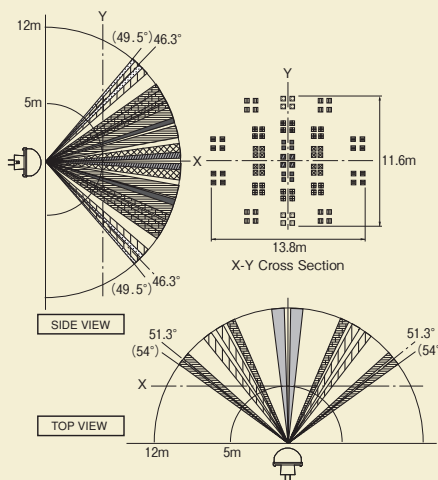 Y
12m
(49.5°)
46.3°
5m
X
Y
X
11.6m
13.8m
X-Y Cross Section
46.3°
(49.5°)
SIDE VIEW
51.3°
(54°)
51.3°
(54°)
X
TOP VIEW
12m
5m